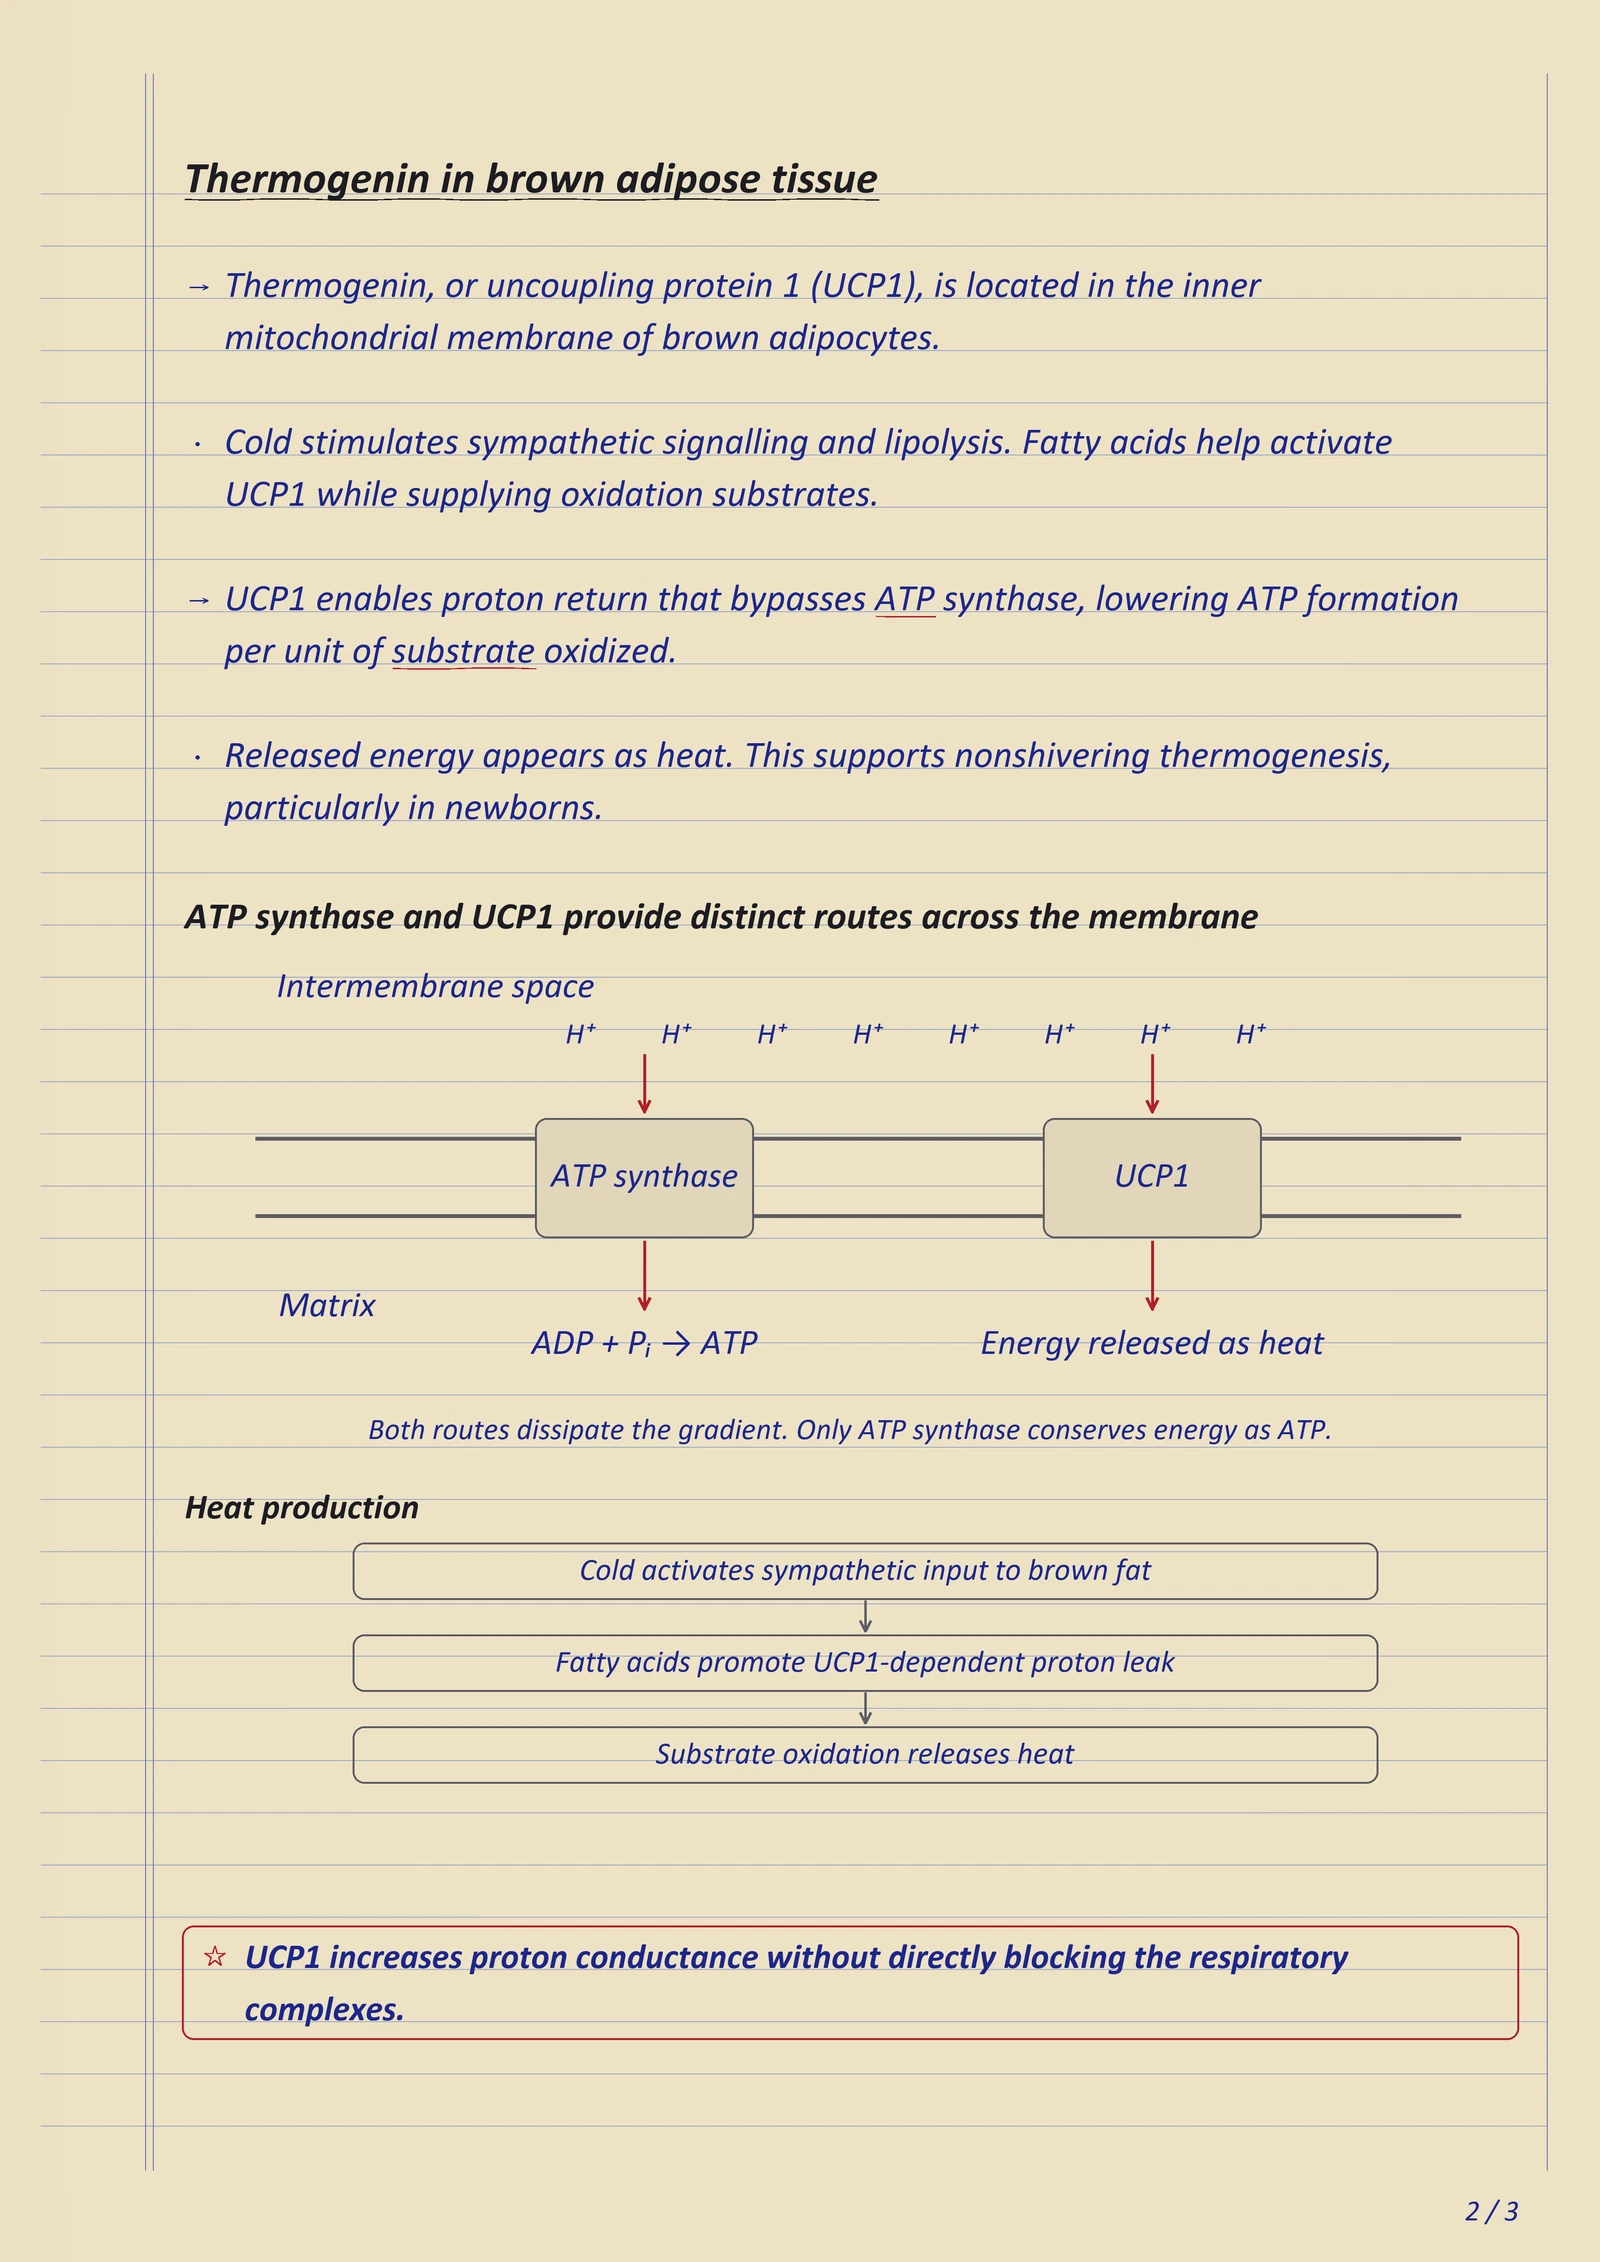 Thermogenin in brown adipose tissue
→ Thermogenin, or uncoupling protein 1 (UCP1), is located in the inner
mitochondrial membrane of brown adipocytes.
· Cold stimulates sympathetic signalling and lipolysis. Fatty acids help activate
UCP1 while supplying oxidation substrates.
→ UCP1 enables proton return that bypasses ATP synthase, lowering ATP formation
per unit of substrate oxidized.
· Released energy appears as heat. This supports nonshivering thermogenesis,
particularly in newborns.
ATP synthase and UCP1 provide distinct routes across the membrane
Intermembrane space
H⁺ H⁺ H⁺ H⁺ H⁺ H⁺ H⁺ H⁺
ATP synthase UCP1
Matrix
ADP + Pᵢ → ATP Energy released as heat
Both routes dissipate the gradient. Only ATP synthase conserves energy as ATP.
Heat production
Cold activates sympathetic input to brown fat
Fatty acids promote UCP1-dependent proton leak
Substrate oxidation releases heat
☆ UCP1 increases proton conductance without directly blocking the respiratory
complexes.
2 / 3